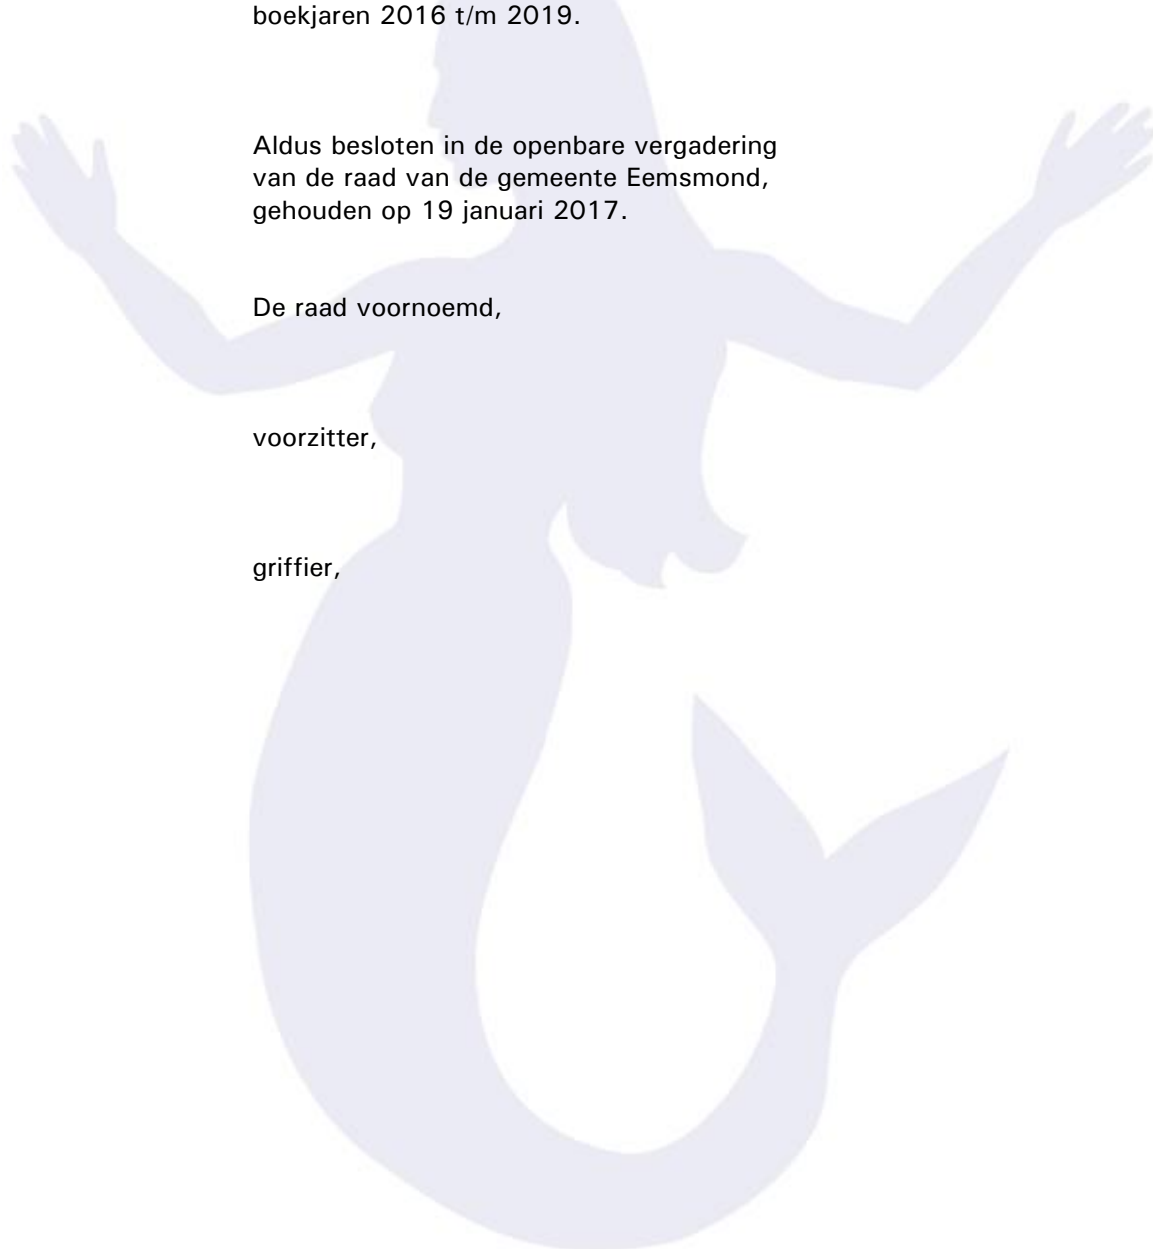 boekjaren 2016 t/m 2019.
Aldus besloten in de openbare vergadering
van de raad van de gemeente Eemsmond,
gehouden op 19 januari 2017.
De raad voornoemd,
voorzitter,
griffier,